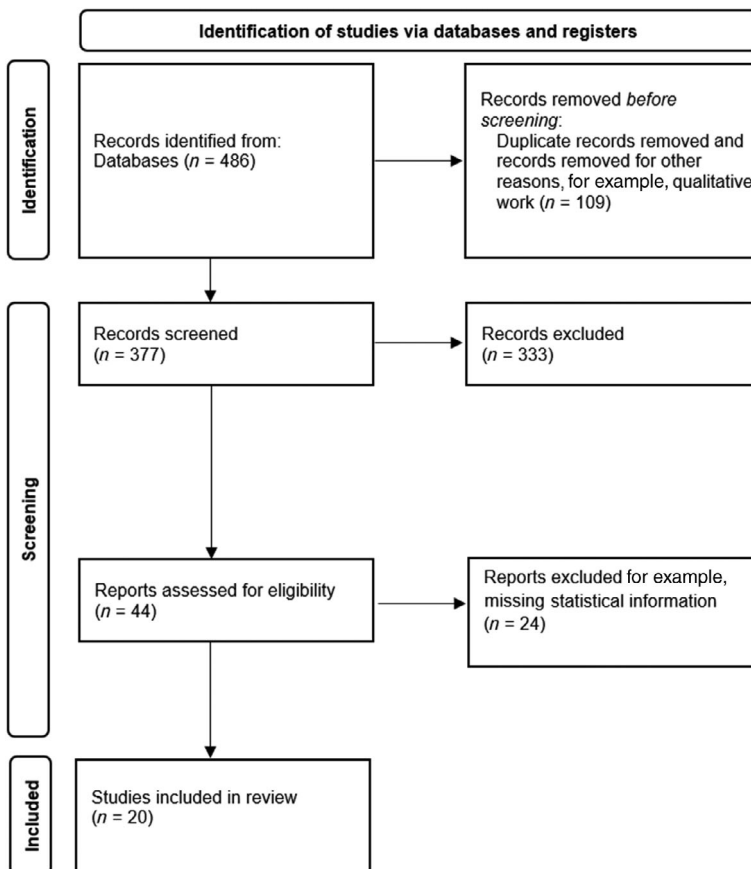 Identification of studies via databases and registers
Identification
Records identified from:
Databases (n = 486)
Records removed before
screening:
Duplicate records removed and
records removed for other
reasons, for example, qualitative
work (n = 109)
Screening
Records screened
(n = 377)
Records excluded
(n = 333)
Reports assessed for eligibility
(n = 44)
Reports excluded for example,
missing statistical information
(n = 24)
Included
Studies included in review
(n = 20)